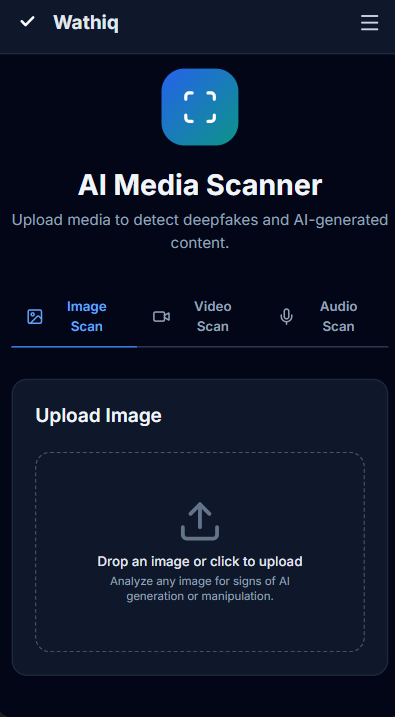 Wathiq
AI Media Scanner
Upload media to detect deepfakes and AI-generated
content.
Image
Scan
Video
Scan
Audio
Scan
Upload Image
Drop an image or click to upload
Analyze any image for signs of AI
generation or manipulation.